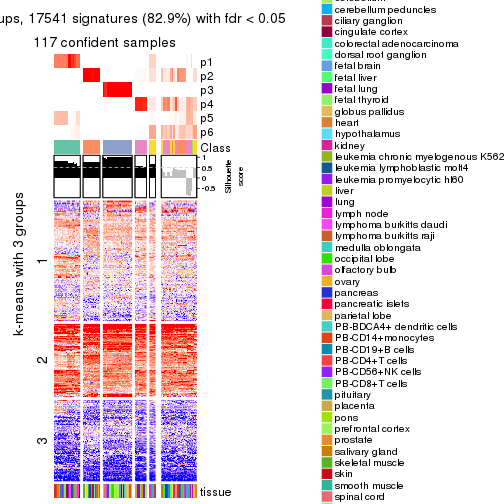 ups, 17541 signatures (82.9%) with fdr < 0.05
117 confident samples
p1
p2
p3
p4
p5
p6
Class
1
0.5
0
-0.5
Silhouette
score
k-means with 3 groups
1
2
3
tissue
cerebellum peduncles
ciliary ganglion
cingulate cortex
colorectal adenocarcinoma
dorsal root ganglion
fetal brain
fetal liver
fetal lung
fetal thyroid
globus pallidus
heart
hypothalamus
kidney
leukemia chronic myelogenous K562
leukemia lymphoblastic molt4
leukemia promyelocytic hl60
liver
lung
lymph node
lymphoma burkitts daudi
lymphoma burkitts raji
medulla oblongata
occipital lobe
olfactory bulb
ovary
pancreas
pancreatic islets
parietal lobe
PB-BDCA4+ dendritic cells
PB-CD14+monocytes
PB-CD19+B cells
PB-CD4+T cells
PB-CD56+NK cells
PB-CD8+T cells
pituitary
placenta
pons
prefrontal cortex
prostate
salivary gland
skeletal muscle
skin
smooth muscle
spinal cord